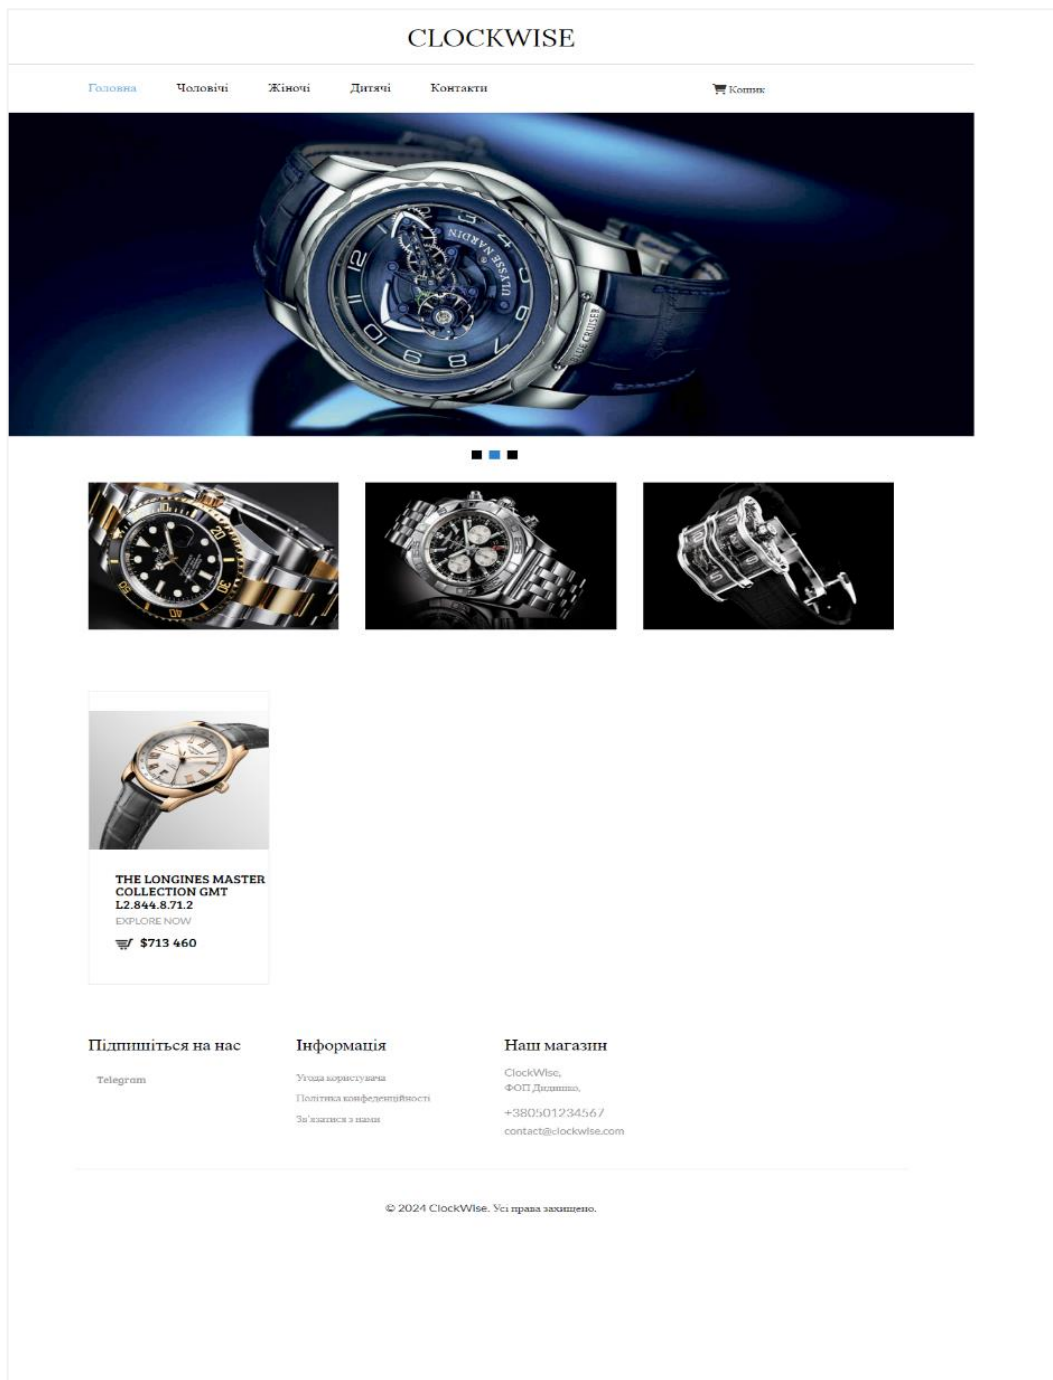 CLOCKWISE
Головна Чоловічі Жіночі Дитячі Контакти Кошик
ULYSSE NARDIN
THE LONGINES MASTER
COLLECTION GMT
L2.844.8.71.2
EXPLORE NOW
$713 460
Підпишіться на нас
Telegram
Інформація
Угода користувача
Політика конфеденційності
Зв'язатися з нами
Наш магазин
ClockWise,
ФОП Дидишко,
+380501234567
contact@clockwise.com
© 2024 ClockWise. Усі права захищено.